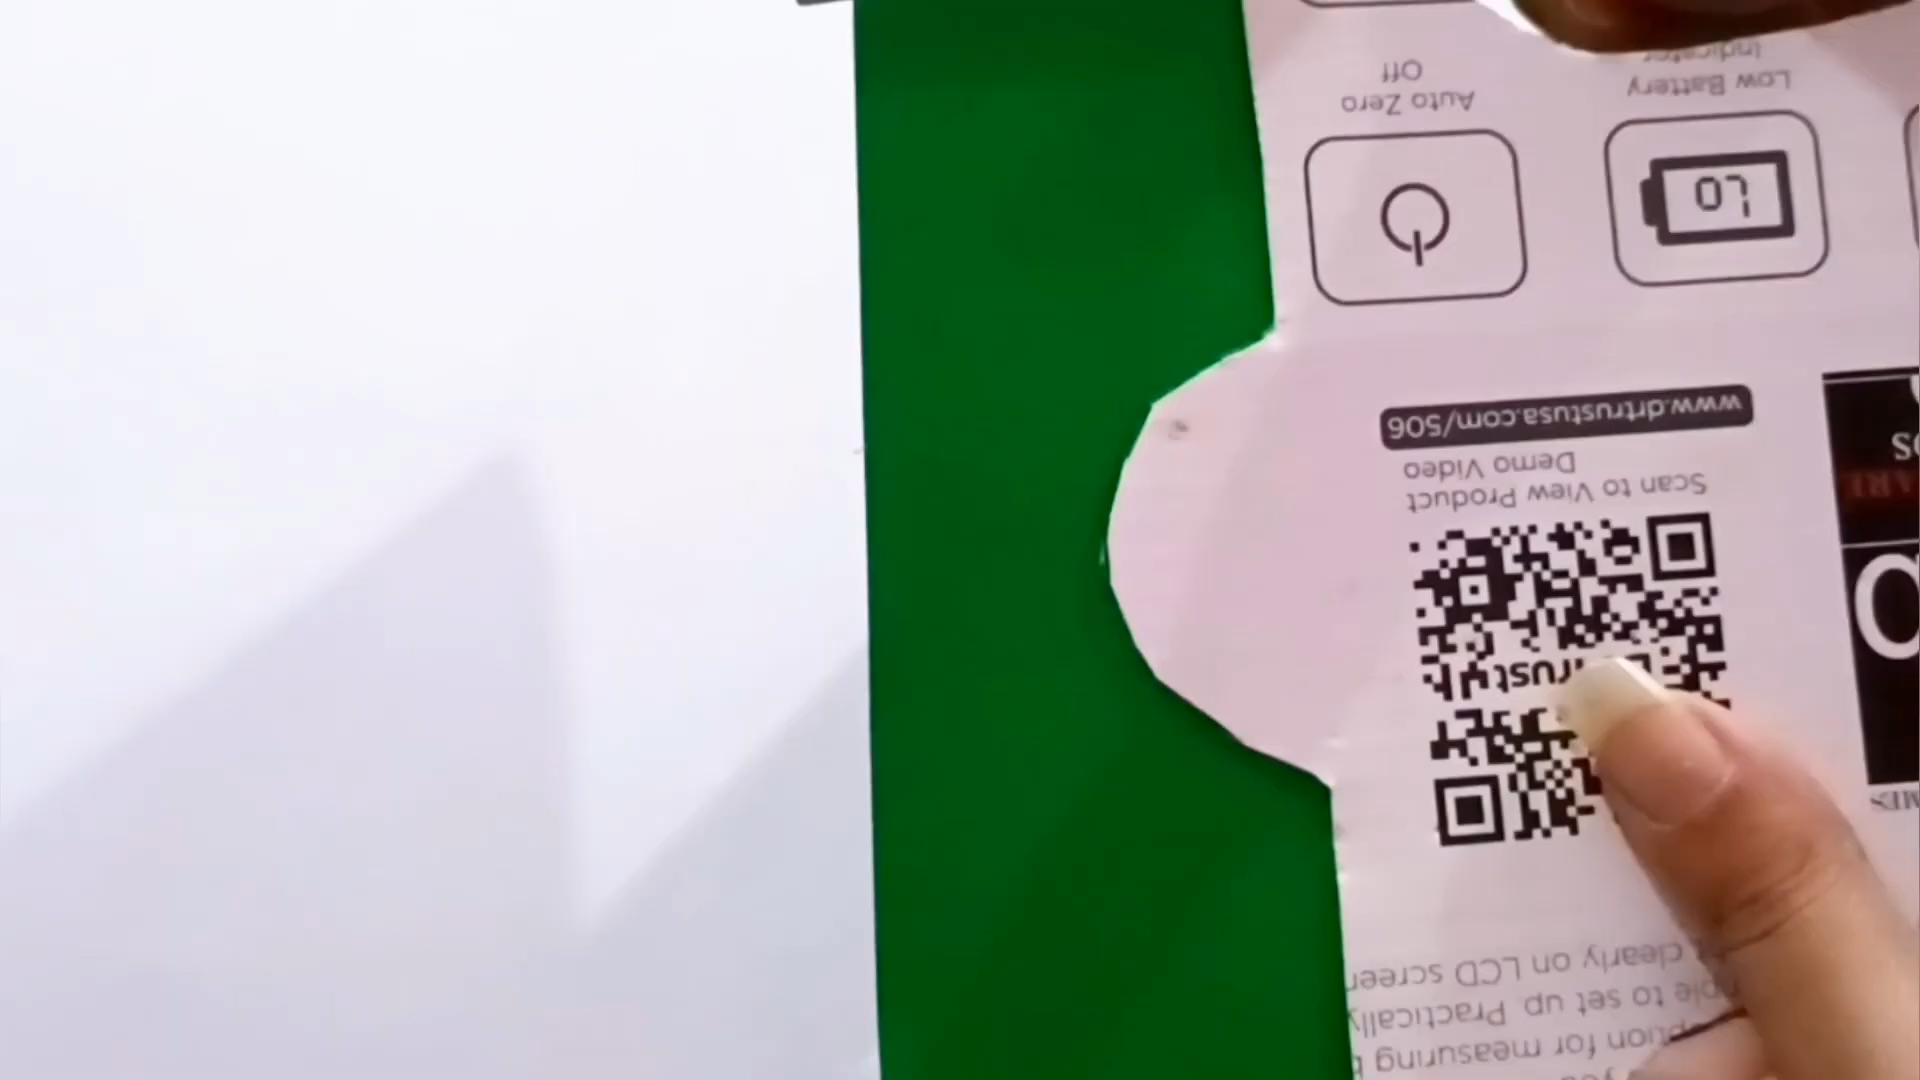 for measuring
to set up. Practically
clearly on LCD screen
Scan to View Product
Demo Video
www.drtrustusa.com/506
LO
Low Battery
Indicator
Auto Zero
Off